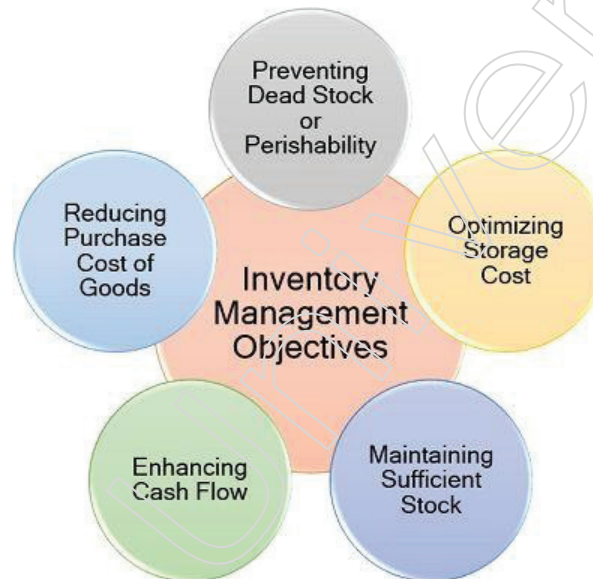 Preventing
Dead Stock
or
Perishability
Reducing
Purchase
Cost of
Goods
Optimizing
Storage
Cost
Inventory
Management
Objectives
Enhancing
Cash Flow
Maintaining
Sufficient
Stock